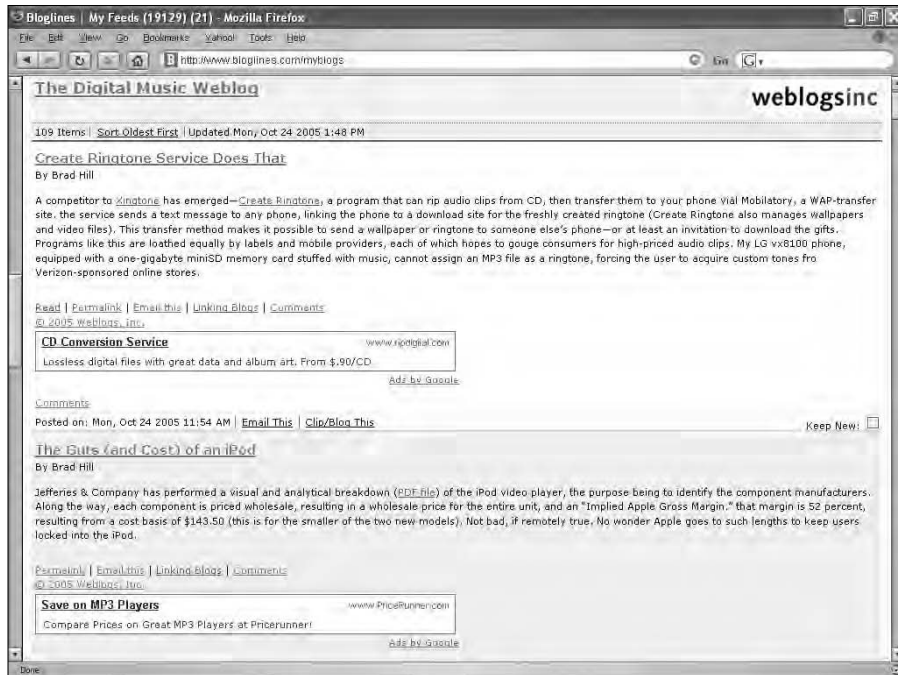 Bloglines | My Feeds (19129) (21) - Mozilla Firefox
File Edit View Go Bookmarks Yahoo! Tools Help
http://www.bloglines.com/myblogs Go G
The Digital Music Weblog
weblogsinc
109 Items | Sort Oldest First | Updated Mon, Oct 24 2005 1:48 PM
Create Ringtone Service Does That
By Brad Hill
A competitor to Xingtone has emerged—Create Ringtone, a program that can rip audio clips from CD, then transfer them to your phone vial Mobilatory, a WAP-transfer
site. the service sends a text message to any phone, linking the phone to a download site for the freshly created ringtone (Create Ringtone also manages wallpapers
and video files). This transfer method makes it possible to send a wallpaper or ringtone to someone else's phone—or at least an invitation to download the gifts.
Programs like this are loathed equally by labels and mobile providers, each of which hopes to gouge consumers for high-priced audio clips. My LG vx8100 phone,
equipped with a one-gigabyte miniSD memory card stuffed with music, cannot assign an MP3 file as a ringtone, forcing the user to acquire custom tones fro
Verizon-sponsored online stores.
Read | Permalink | Email this | Linking Blogs | Comments
© 2005 Weblogs, Inc.
CD Conversion Service www.ripdigital.com
Lossless digital files with great data and album art. From $.90/CD
Ads by Google
Comments
Posted on: Mon, Oct 24 2005 11:54 AM | Email This | Clip/Blog This
Keep New:
The Guts (and Cost) of an iPod
By Brad Hill
Jefferies & Company has performed a visual and analytical breakdown (PDF file) of the iPod video player, the purpose being to identify the component manufacturers.
Along the way, each component is priced wholesale, resulting in a wholesale price for the entire unit, and an "Implied Apple Gross Margin." that margin is 52 percent,
resulting from a cost basis of $143.50 (this is for the smaller of the two new models). Not bad, if remotely true. No wonder Apple goes to such lengths to keep users
locked into the iPod.
Permalink | Email this | Linking Blogs | Comments
© 2005 Weblogs, Inc.
Save on MP3 Players www.PriceRunner.com
Compare Prices on Great MP3 Players at Pricerunner!
Ads by Google
Done